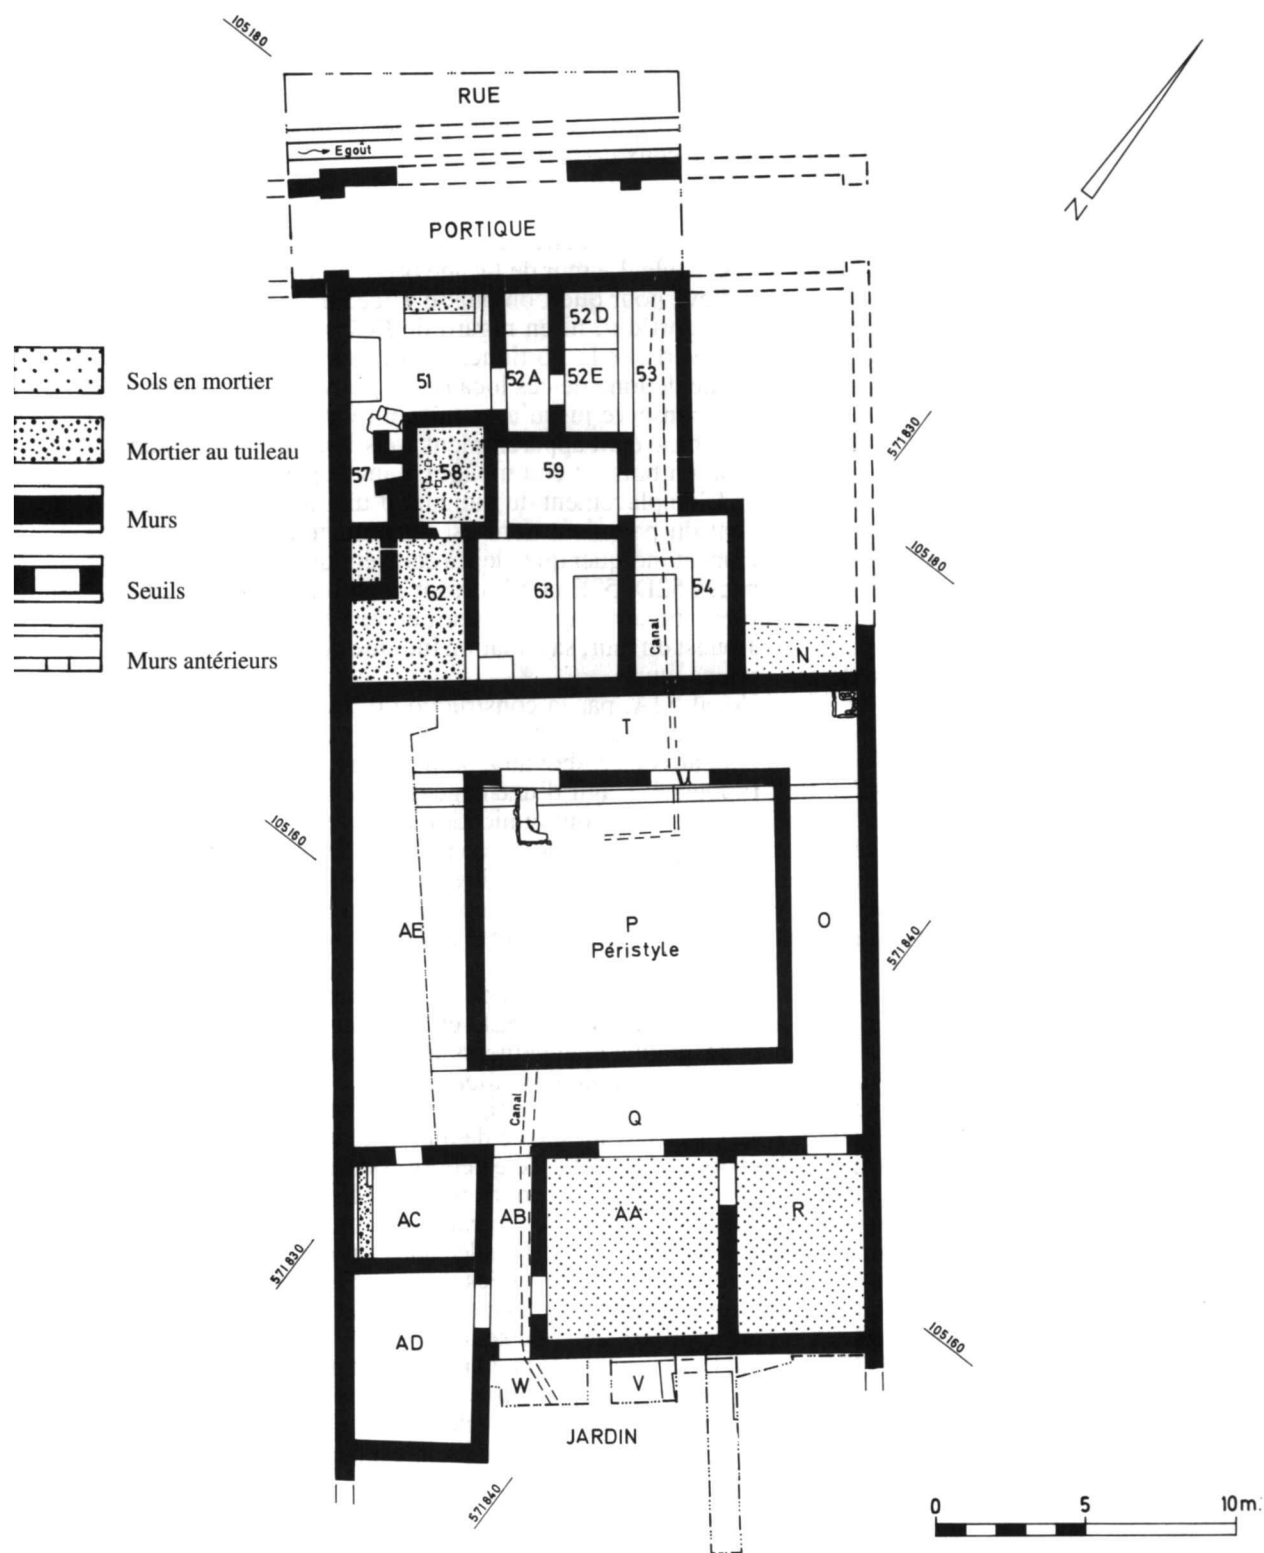 105180
RUE
Egoût
PORTIQUE
N
Sols en mortier
Mortier au tuileau
Murs
Seuils
Murs antérieurs
52D
51
52A
52E
53
571830
57
58
59
105180
62
63
Canal
54
N
T
105160
AE
P
Péristyle
O
571840
Canal
Q
AC
AB
AA
R
571830
AD
105160
W
V
JARDIN
571840
0 5 10m.